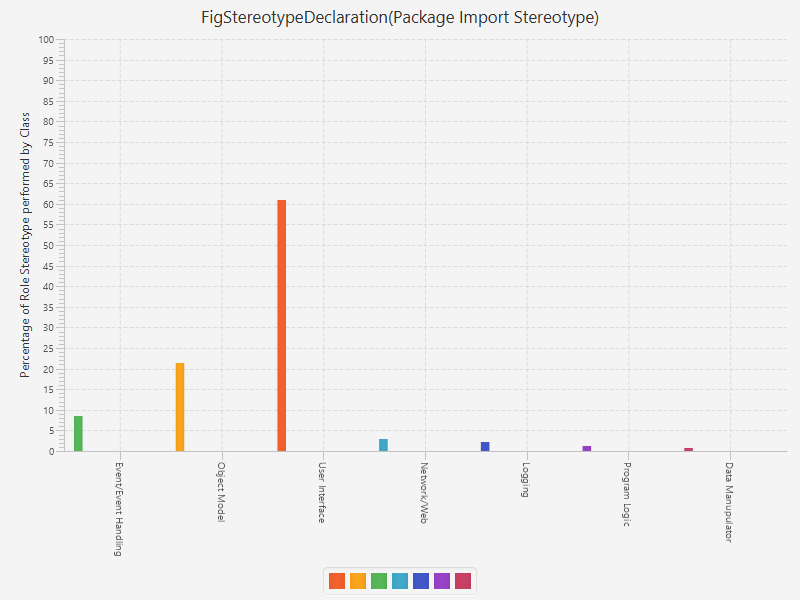 FigStereotypeDeclaration(Package Import Stereotype)
Percentage of Role Stereotype performed by Class
100
95
90
85
80
75
70
65
60
55
50
45
40
35
30
25
20
15
10
5
0
Event/Event Handling
Object Model
User Interface
Network/Web
Logging
Program Logic
Data Manupulator